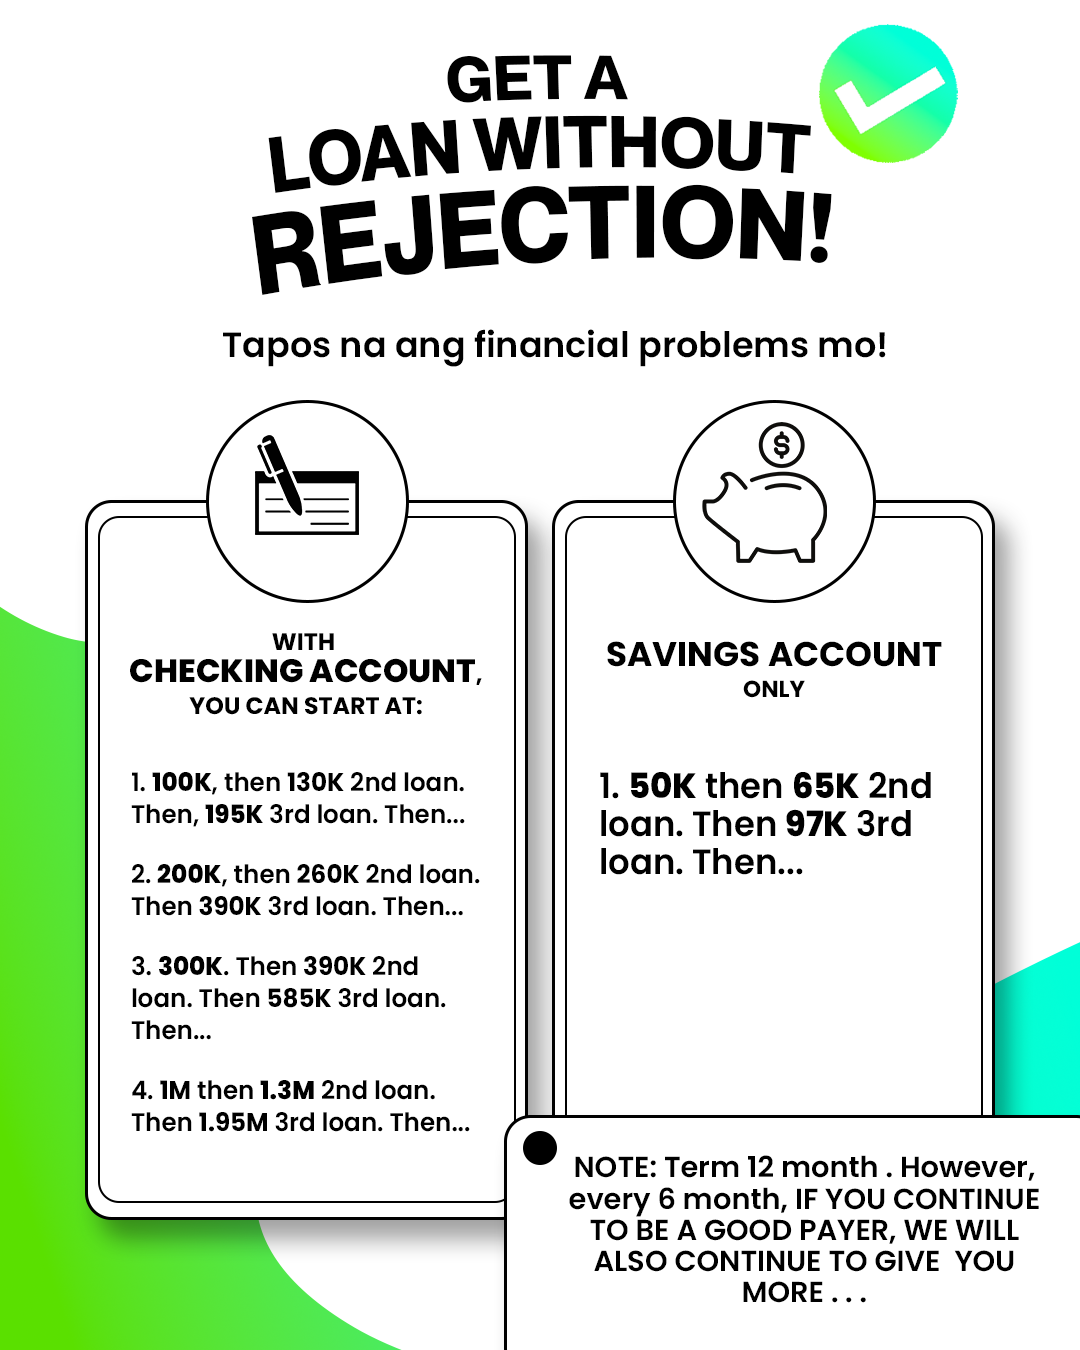 GET A
LOAN WITHOUT
REJECTION!
Tapos na ang financial problems mo!
$
WITH
CHECKING ACCOUNT,
YOU CAN START AT:
1. 100K, then 130K 2nd loan.
Then, 195K 3rd loan. Then...
2. 200K, then 260K 2nd loan.
Then 390K 3rd loan. Then...
3. 300K. Then 390K 2nd
loan. Then 585K 3rd loan.
Then...
4. 1M then 1.3M 2nd loan.
Then 1.95M 3rd loan. Then...
SAVINGS ACCOUNT
ONLY
1. 50K then 65K 2nd
loan. Then 97K 3rd
loan. Then...
NOTE: Term 12 month . However,
every 6 month, IF YOU CONTINUE
TO BE A GOOD PAYER, WE WILL
ALSO CONTINUE TO GIVE  YOU
MORE . . .